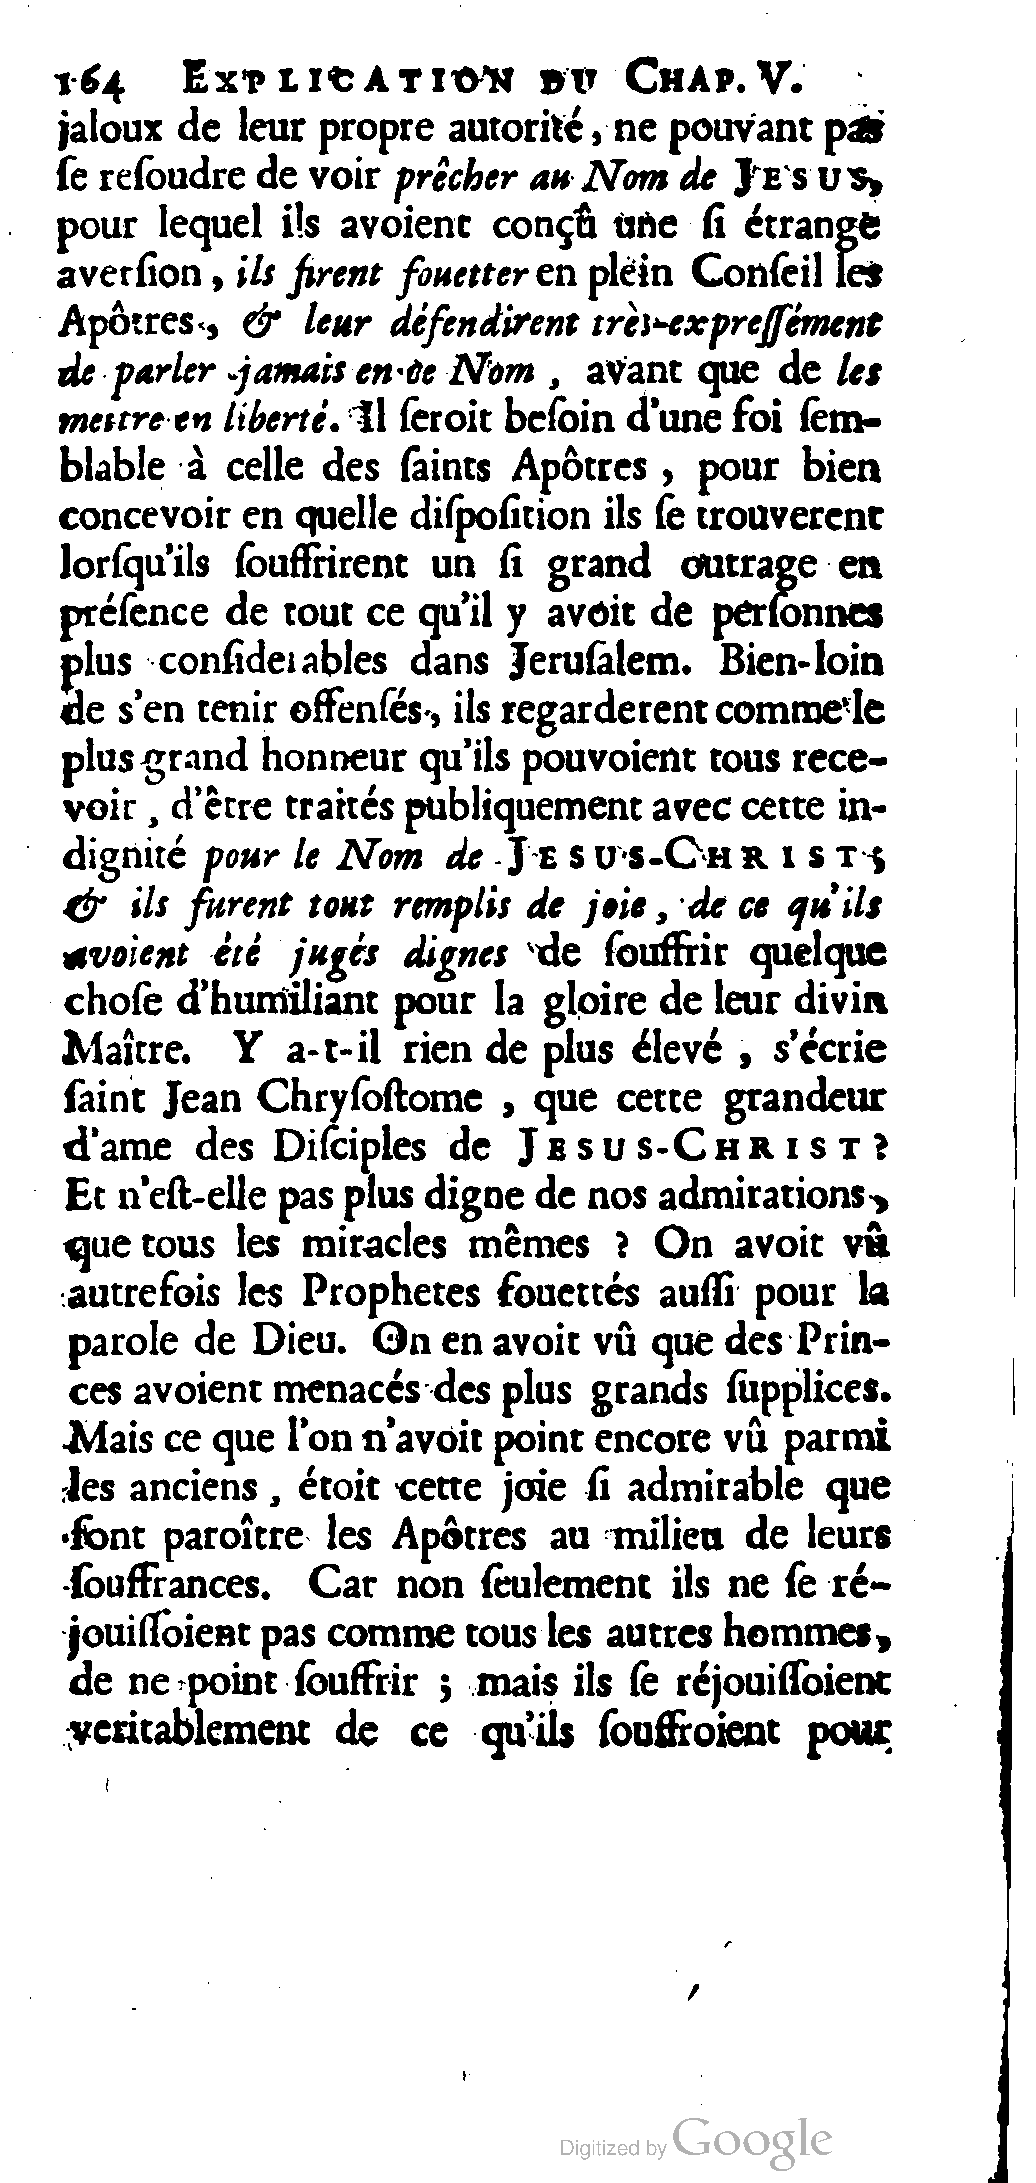 164 EXPLICATION DU CHAP. V.
jaloux de leur propre autorité, ne pouvant pas
ſe reſoudre de voir prêcher au Nom de JESUS,
pour lequel ils avoient conçû une ſi étrange
averſion, ils firent fouetter en plein Conſeil les
Apôtres, & leur défendirent très-expreſſément
de parler jamais en ce Nom, avant que de les
mettre en liberté. Il ſeroit beſoin d'une foi ſem-
blable à celle des ſaints Apôtres, pour bien
concevoir en quelle diſpoſition ils ſe trouverent
lorſqu'ils ſouffrirent un ſi grand outrage en
préſence de tout ce qu'il y avoit de perſonnes
plus conſiderables dans Jeruſalem. Bien-loin
de s'en tenir offenſés, ils regarderent comme le
plus grand honneur qu'ils pouvoient tous rece-
voir, d'être traités publiquement avec cette in-
dignité pour le Nom de JESUS-CHRIST;
& ils furent tout remplis de joie, de ce qu'ils
avoient été jugés dignes de ſouffrir quelque
choſe d'humiliant pour la gloire de leur divin
Maître. Y a-t-il rien de plus élevé, s'écrie
ſaint Jean Chryſoſtome, que cette grandeur
d'ame des Diſciples de JESUS-CHRIST?
Et n'eſt-elle pas plus digne de nos admirations,
que tous les miracles mêmes? On avoit vû
autrefois les Prophetes fouettés auſſi pour la
parole de Dieu. On en avoit vû que des Prin-
ces avoient menacés des plus grands ſupplices.
Mais ce que l'on n'avoit point encore vû parmi
les anciens, étoit cette joie ſi admirable que
font paroître les Apôtres au milieu de leurs
ſouffrances. Car non ſeulement ils ne ſe ré-
jouiſſoient pas comme tous les autres hommes,
de ne point ſouffrir; mais ils ſe réjouiſſoient
veritablement de ce qu'ils ſouffroient pour
Digitized by Google